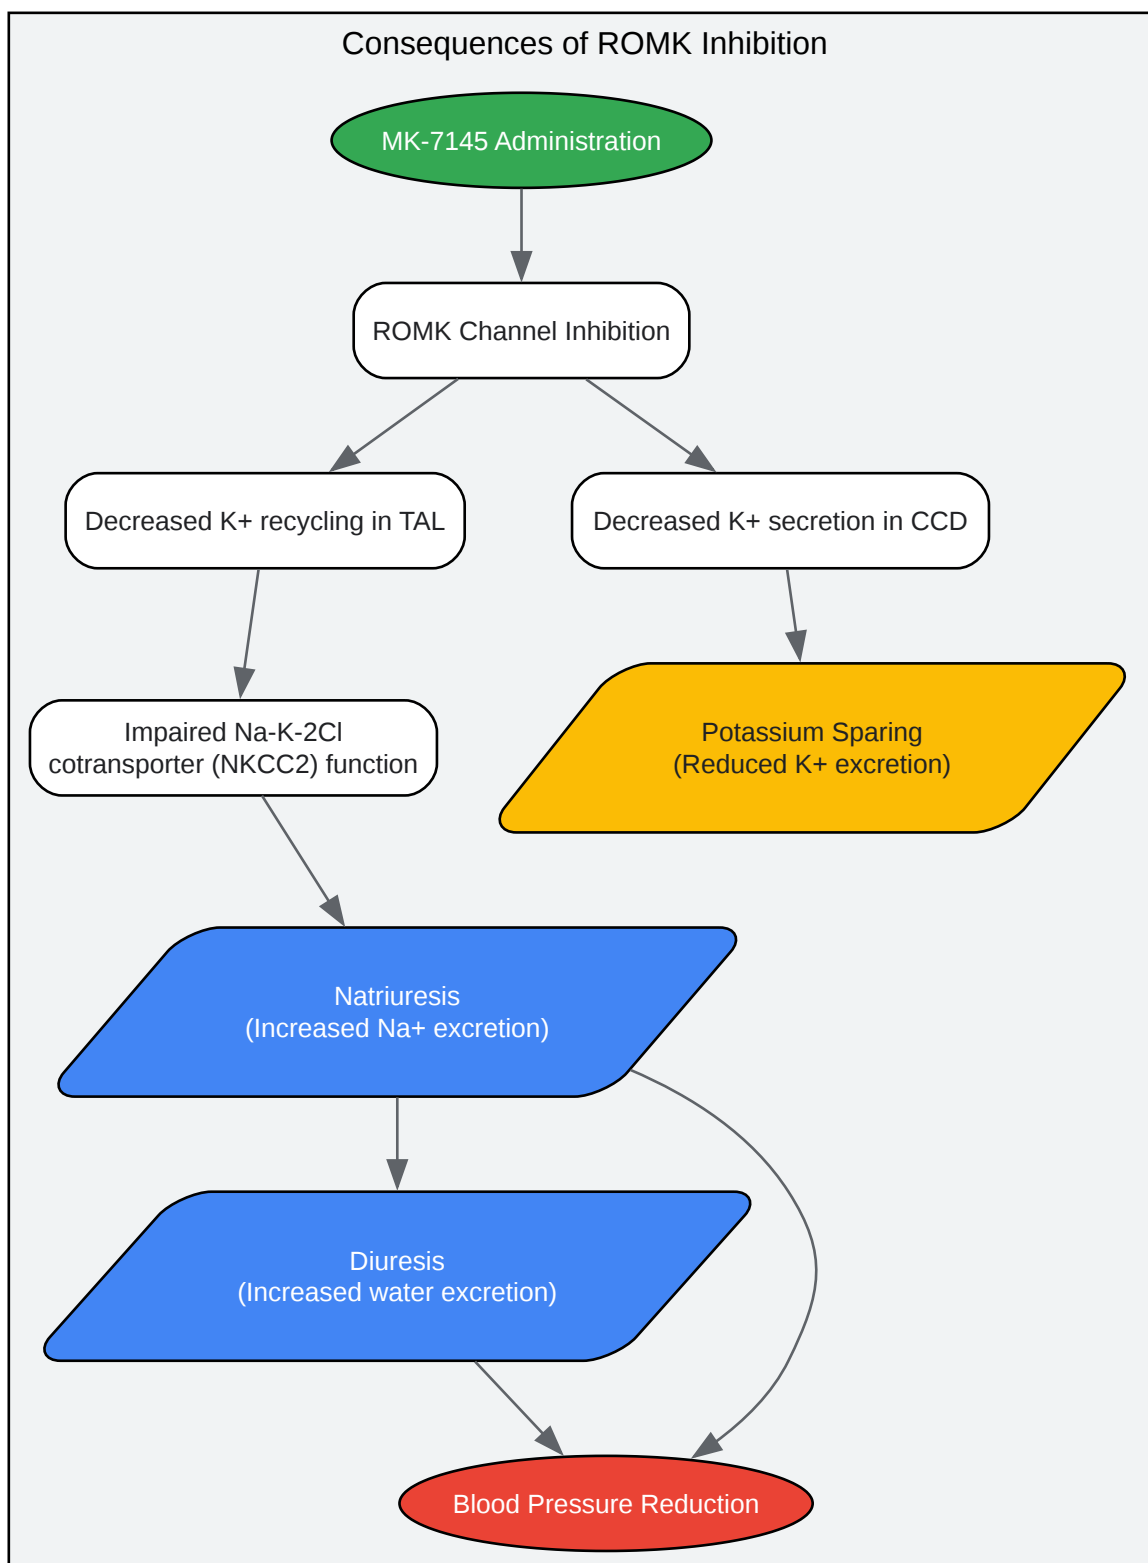 Consequences of ROMK Inhibition
MK-7145 Administration
ROMK Channel Inhibition
Decreased K+ recycling in TAL
Decreased K+ secretion in CCD
Impaired Na-K-2Cl
cotransporter (NKCC2) function
Potassium Sparing
(Reduced K+ excretion)
Natriuresis
(Increased Na+ excretion)
Diuresis
(Increased water excretion)
Blood Pressure Reduction